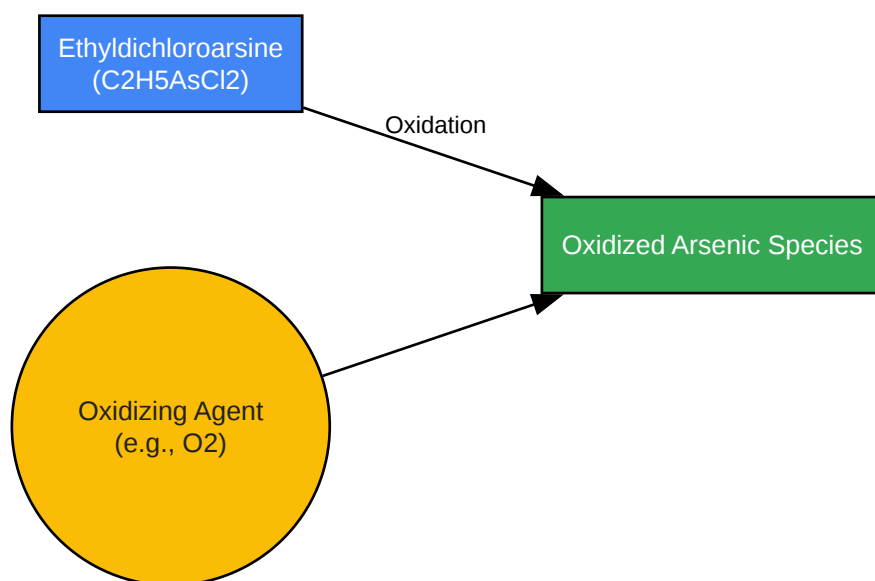 Ethyldichloroarsine
(C2H5AsCl2)
Oxidation
Oxidized Arsenic Species
Oxidizing Agent
(e.g., O2)